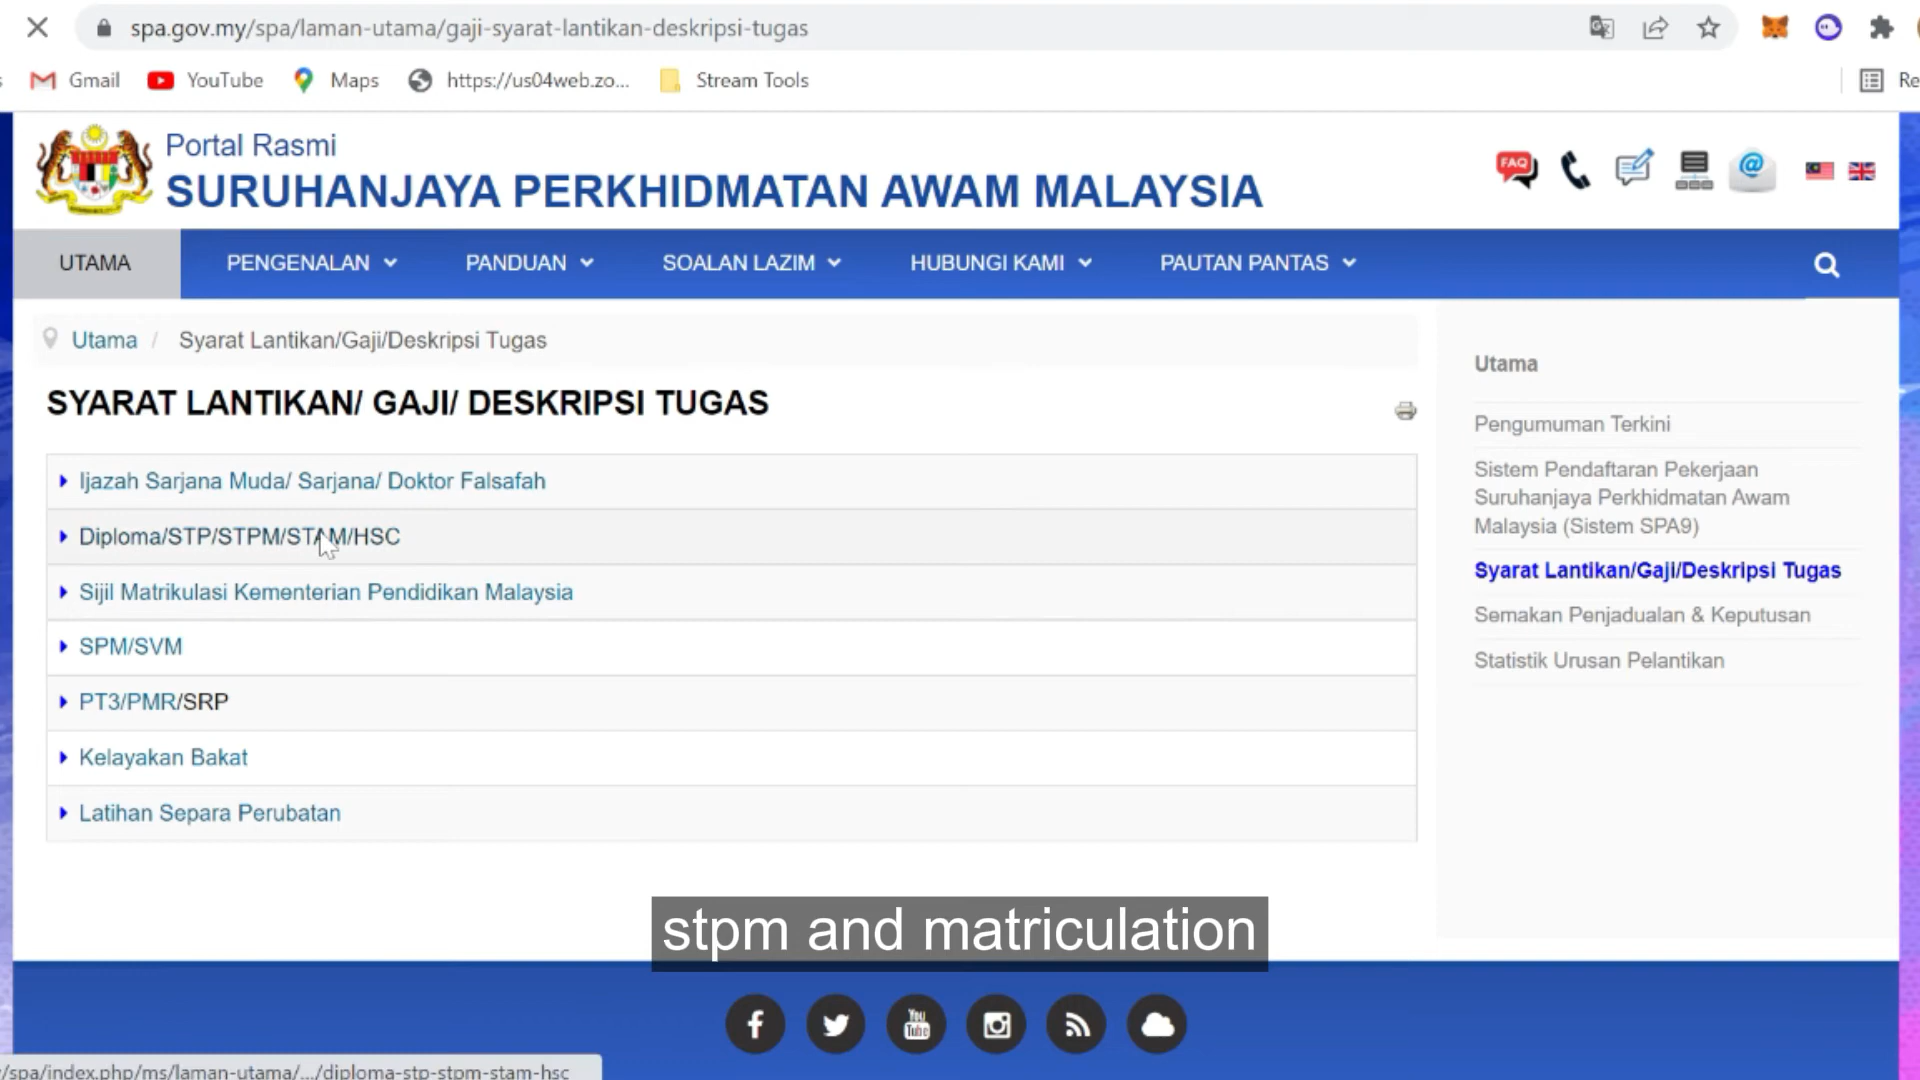 spa.gov.my/spa/laman-utama/gaji-syarat-lantikan-deskripsi-tugas
Gmail YouTube Maps https://us04web.zo... Stream Tools Re
Portal Rasmi
SURUHANJAYA PERKHIDMATAN AWAM MALAYSIA
FAQ
@
UTAMA PENGENALAN PANDUAN SOALAN LAZIM HUBUNGI KAMI PAUTAN PANTAS
Utama / Syarat Lantikan/Gaji/Deskripsi Tugas
SYARAT LANTIKAN/ GAJI/ DESKRIPSI TUGAS
Ijazah Sarjana Muda/ Sarjana/ Doktor Falsafah
Diploma/STP/STPM/STAM/HSC
Sijil Matrikulasi Kementerian Pendidikan Malaysia
SPM/SVM
PT3/PMR/SRP
Kelayakan Bakat
Latihan Separa Perubatan
Utama
Pengumuman Terkini
Sistem Pendaftaran Pekerjaan
Suruhanjaya Perkhidmatan Awam
Malaysia (Sistem SPA9)
Syarat Lantikan/Gaji/Deskripsi Tugas
Semakan Penjadualan & Keputusan
Statistik Urusan Pelantikan
stpm and matriculation
You
Tube
/spa/index.php/ms/laman-utama/.../diploma-stp-stpm-stam-hsc